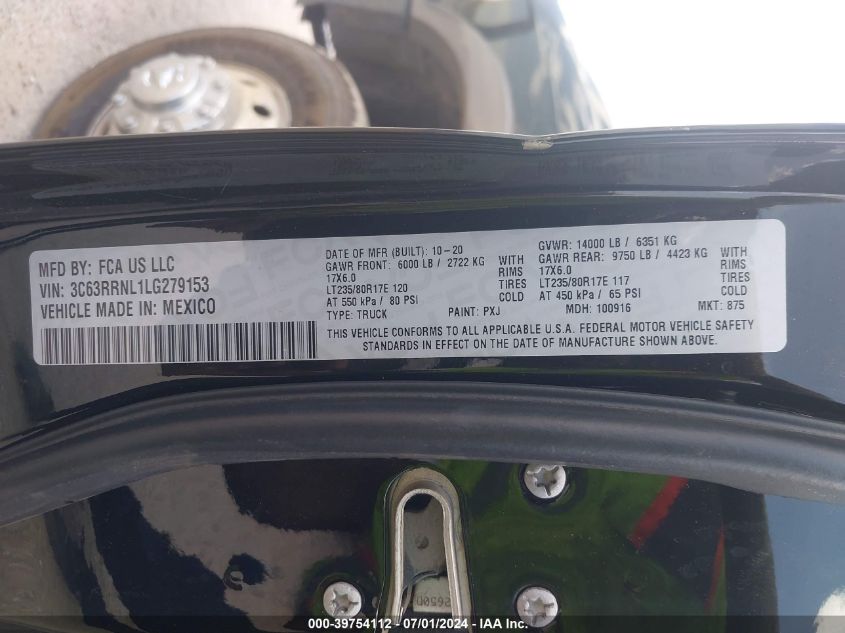 MFD BY: FCA US LLC
VIN: 3C63RRNL1LG279153
VEHICLE MADE IN: MEXICO
DATE OF MFR (BUILT): 10-20
GAWR FRONT: 6000 LB / 2722 KG WITH
17X6.0 RIMS
LT235/80R17E 120 TIRES
AT 550 kPa / 80 PSI COLD
TYPE: TRUCK PAINT: PXJ
GVWR: 14000 LB / 6351 KG
GAWR REAR: 9750 LB / 4423 KG WITH
17X6.0 RIMS
LT235/80R17E 117 TIRES
AT 450 kPa / 65 PSI COLD
MDH: 100916 MKT: 875
THIS VEHICLE CONFORMS TO ALL APPLICABLE U.S.A. FEDERAL MOTOR VEHICLE SAFETY
STANDARDS IN EFFECT ON THE DATE OF MANUFACTURE SHOWN ABOVE.
000-39754112 - 07/01/2024 - IAAI.com